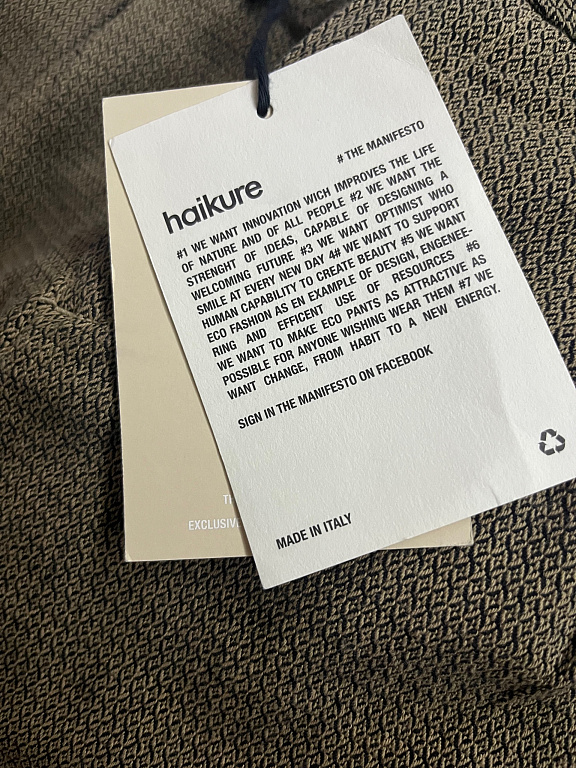 # THE MANIFESTO
haikure
#1 WE WANT INNOVATION WICH IMPROVES THE LIFE
OF NATURE AND OF ALL PEOPLE #2 WE WANT THE
STRENGHT OF IDEAS, CAPABLE OF DESIGNING A
WELCOMING FUTURE #3 WE WANT OPTIMIST WHO
SMILE AT EVERY NEW DAY 4# WE WANT TO SUPPORT
HUMAN CAPABILITY TO CREATE BEAUTY #5 WE WANT
ECO FASHION AS EN EXAMPLE OF DESIGN, ENGENEE-
RING AND EFFICENT USE OF RESOURCES #6
WE WANT TO MAKE ECO PANTS AS ATTRACTIVE AS
POSSIBLE FOR ANYONE WISHING WEAR THEM #7 WE
WANT CHANGE, FROM HABIT TO A NEW ENERGY.
SIGN IN THE MANIFESTO ON FACEBOOK
MADE IN ITALY